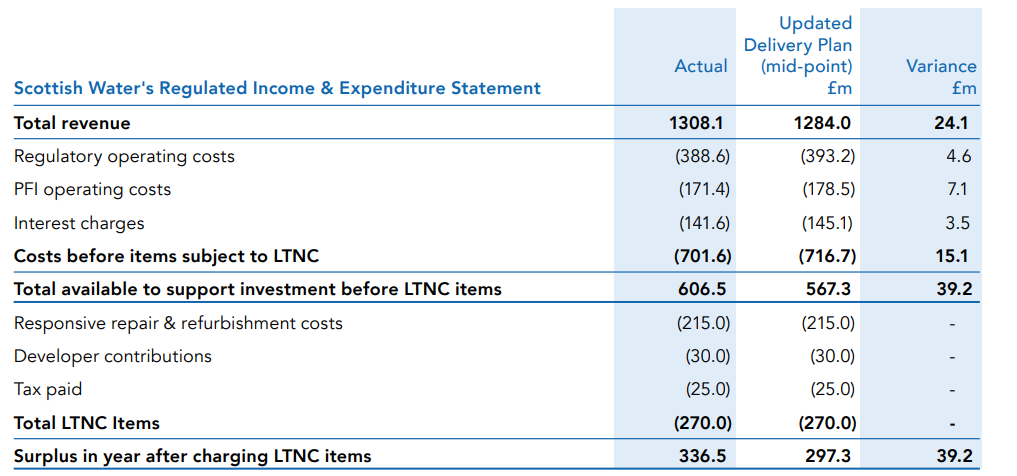 Scottish Water's Regulated Income & Expenditure Statement Actual Updated Delivery Plan (mid-point) £m Variance £m
Total revenue 1308.1 1284.0 24.1
Regulatory operating costs (388.6) (393.2) 4.6
PFI operating costs (171.4) (178.5) 7.1
Interest charges (141.6) (145.1) 3.5
Costs before items subject to LTNC (701.6) (716.7) 15.1
Total available to support investment before LTNC items 606.5 567.3 39.2
Responsive repair & refurbishment costs (215.0) (215.0) -
Developer contributions (30.0) (30.0) -
Tax paid (25.0) (25.0) -
Total LTNC Items (270.0) (270.0) -
Surplus in year after charging LTNC items 336.5 297.3 39.2